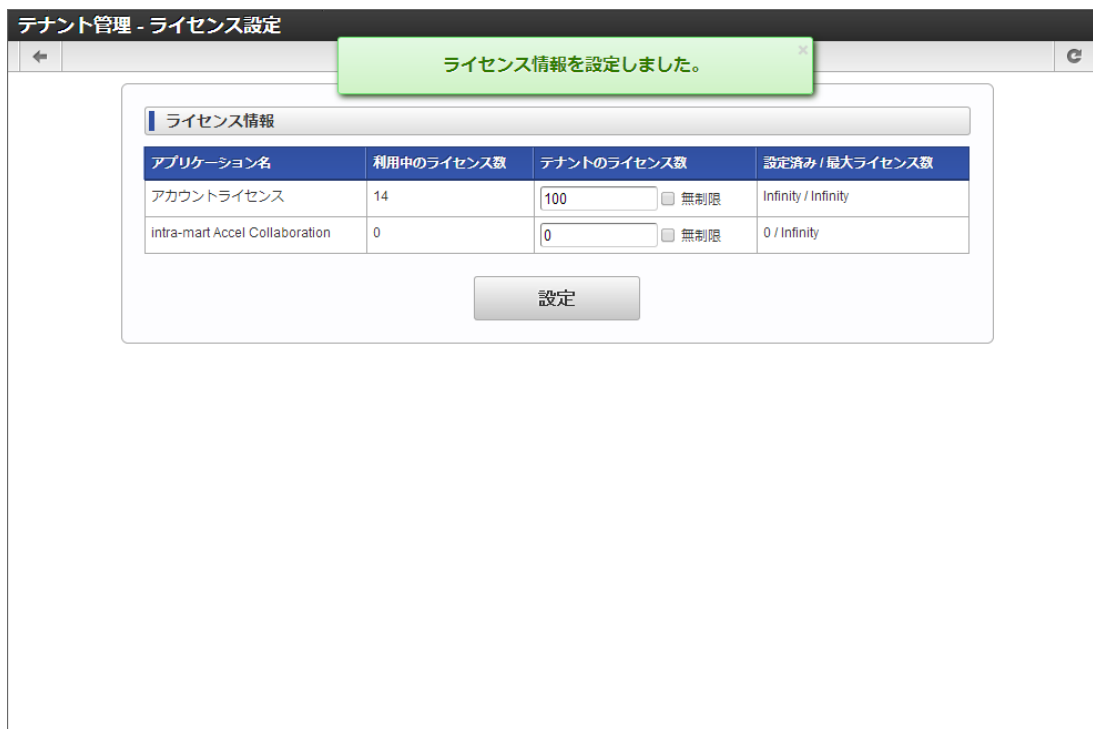 テナント管理 - ライセンス設定
ライセンス情報を設定しました。
ライセンス情報
アプリケーション名 利用中のライセンス数 テナントのライセンス数 設定済み / 最大ライセンス数
アカウントライセンス 14 100 無制限 Infinity / Infinity
intra-mart Accel Collaboration 0 0 無制限 0 / Infinity
設定